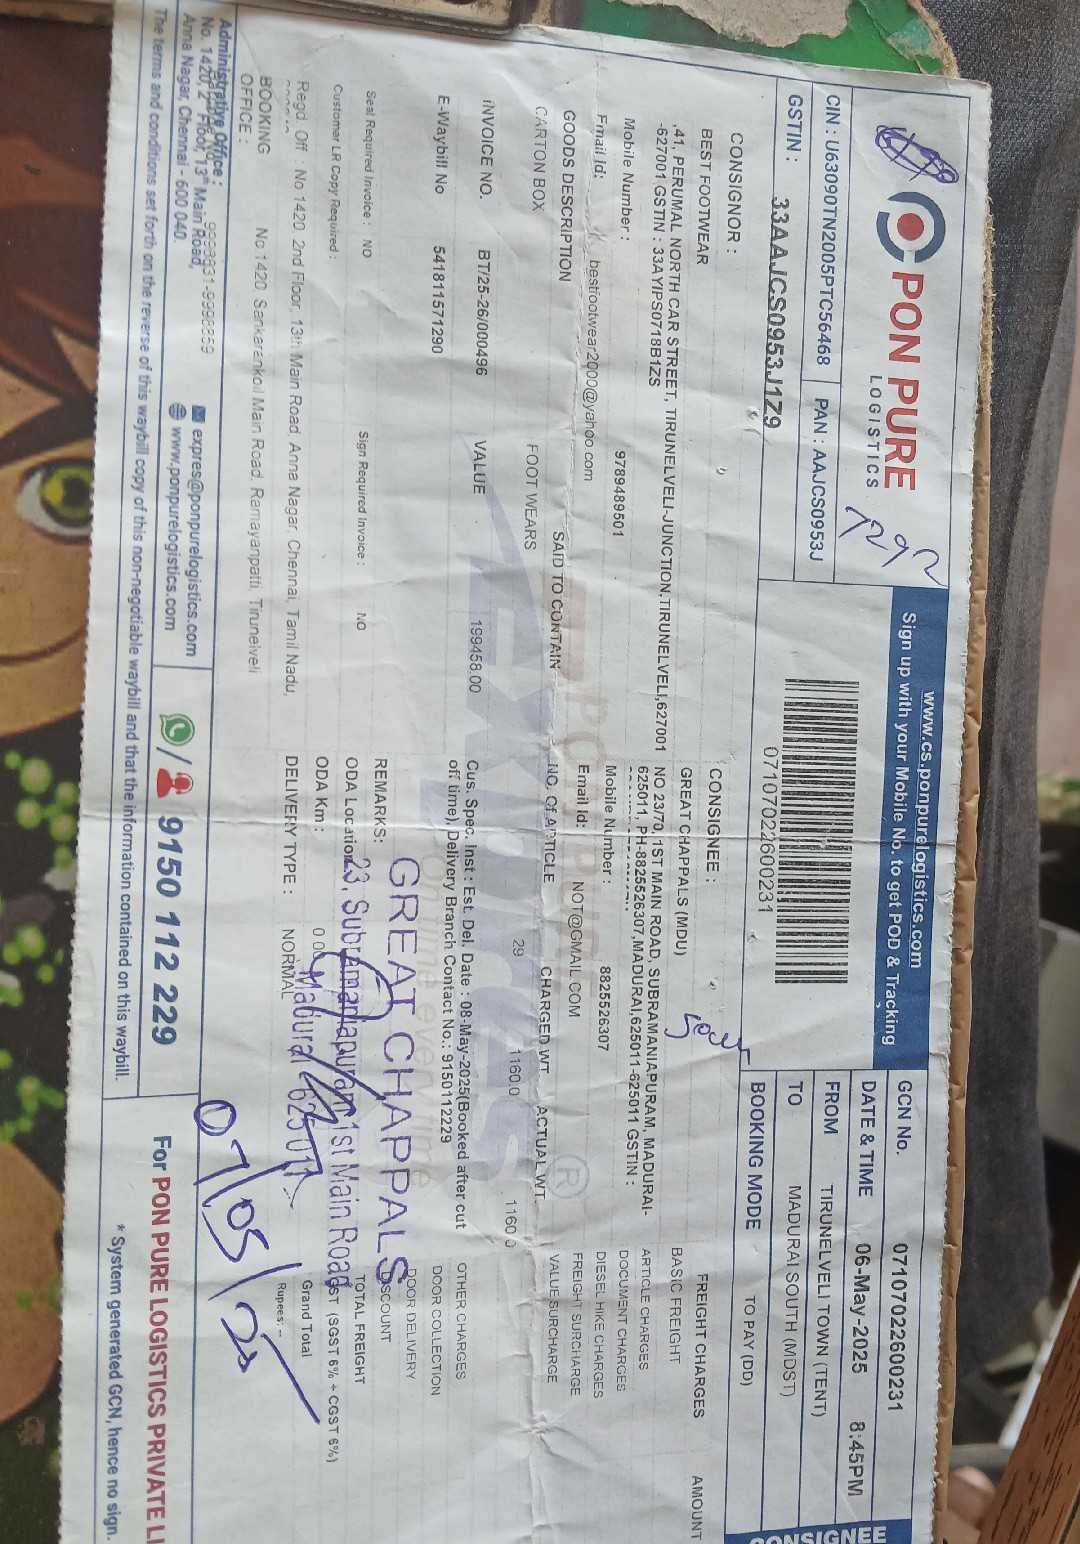 PON PURE
LOGISTICS
7292
www.cs.ponpurelogistics.com
Sign up with your Mobile No. to get POD & Tracking
CONSIGNEE
CIN : U63090TN2005PTC56468 PAN : AAJCS0953J
GSTIN : 33AAJCS0953J1Z9
0710702260​0231
GCN No. 07107022600231
DATE & TIME 06-May-2025 8:45PM
FROM TIRUNELVELI TOWN (TENT)
TO MADURAI SOUTH (MDST)
BOOKING MODE TO PAY (DD)
CONSIGNOR :
BEST FOOTWEAR
,41, PERUMAL NORTH CAR STREET, TIRUNELVELI-JUNCTION,TIRUNELVELI,627001
-627001 GSTIN : 33AYIPS0718B1ZS
Mobile Number : 9789489501
Email Id: bestfootwear2000@yahoo.com
CONSIGNEE :
GREAT CHAPPALS (MDU)
NO 23/70, 1ST MAIN ROAD, SUBRAMANIAPURAM, MADURAI-
625011, PH-8825526307,MADURAI,625011-625011 GSTIN :
Mobile Number : 8825526307
Email Id: NOT@GMAIL.COM
FREIGHT CHARGES AMOUNT
BASIC FREIGHT
ARTICLE CHARGES
DOCUMENT CHARGES
DIESEL HIKE CHARGES
FREIGHT SURCHARGE
VALUE SURCHARGE
OTHER CHARGES
DOOR COLLECTION
DOOR DELIVERY
DISCOUNT
TOTAL FREIGHT
GST (SGST 6% + CGST 6%)
Grand Total
Rupees: -
GOODS DESCRIPTION SAID TO CONTAIN NO. Of ARTICLE CHARGED WT ACTUAL WT
CARTON BOX FOOT WEARS 29 1160.0 1160.0
INVOICE NO. BT/25-26/000496 VALUE 199458.00
E-Waybill No 541811571290
Cus. Spec. Inst : Est. Del. Date : 08-May-2025(Booked after cut
off time), Delivery Branch Contact No.: 9150112229
Seal Required Invoice : NO Sign Required Invoice : NO
Customer LR Copy Required :
REMARKS:
ODA Location
ODA Km : 0.00
DELIVERY TYPE : NORMAL
GREAT CHAPPALS
23, Subramaniapuram 1st Main Road
Madurai 625011
07/05/25
Regd. Off : No 1420, 2nd Floor, 13th Main Road, Anna Nagar, Chennai, Tamil Nadu,
BOOKING OFFICE : No 1420 Sankarankoil Main Road, Ramayanpatti, Tirunelveli
Administrative Office :
No. 1420, 2nd Floor, 13th Main Road,
Anna Nagar, Chennai - 600 040.
expres@ponpurelogistics.com
www.ponpurelogistics.com
9150 112 229
For PON PURE LOGISTICS PRIVATE LI
* System generated GCN, hence no sign.
The terms and conditions set forth on the reverse of this waybill copy of this non-negotiable waybill and that the information contained on this waybill.